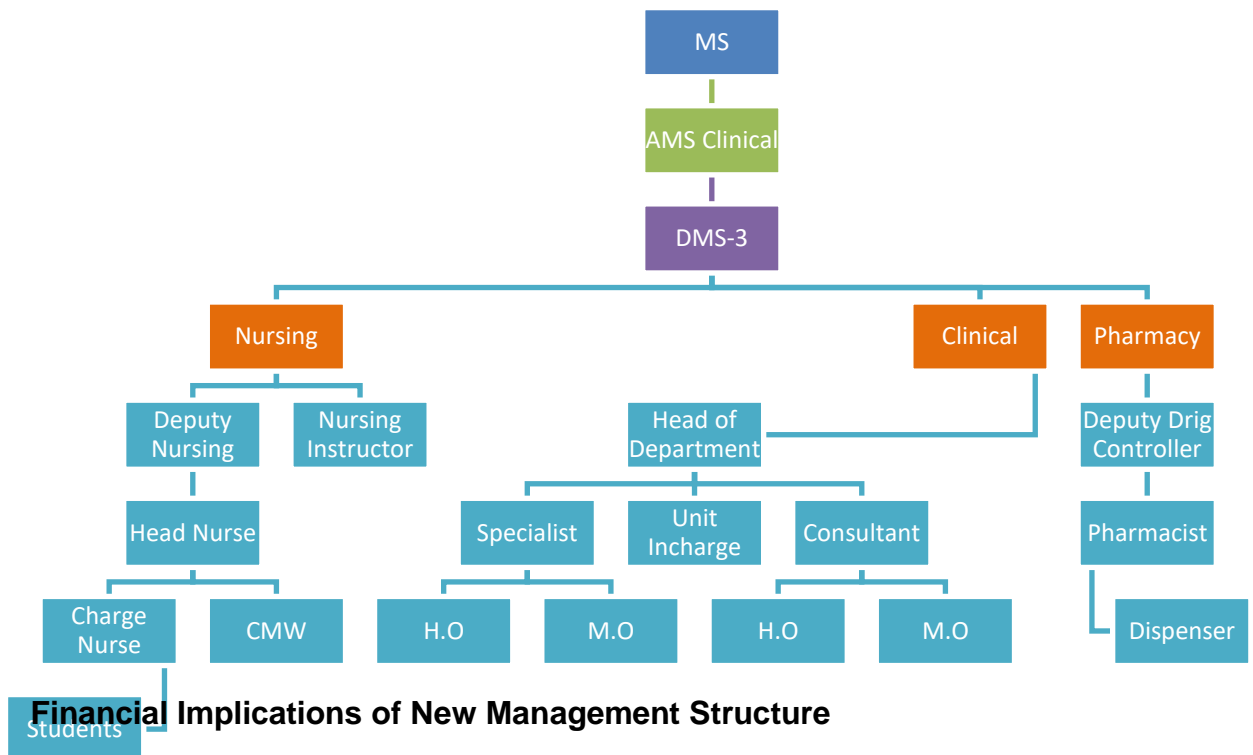 MS
AMS Clinical
DMS-3
Nursing
Clinical
Pharmacy
Deputy
Nursing
Nursing
Instructor
Head of
Department
Deputy Drig
Controller
Head Nurse
Specialist
Unit
Incharge
Consultant
Pharmacist
Charge
Nurse
CMW
H.O
M.O
H.O
M.O
Dispenser
Students
Financial Implications of New Management Structure